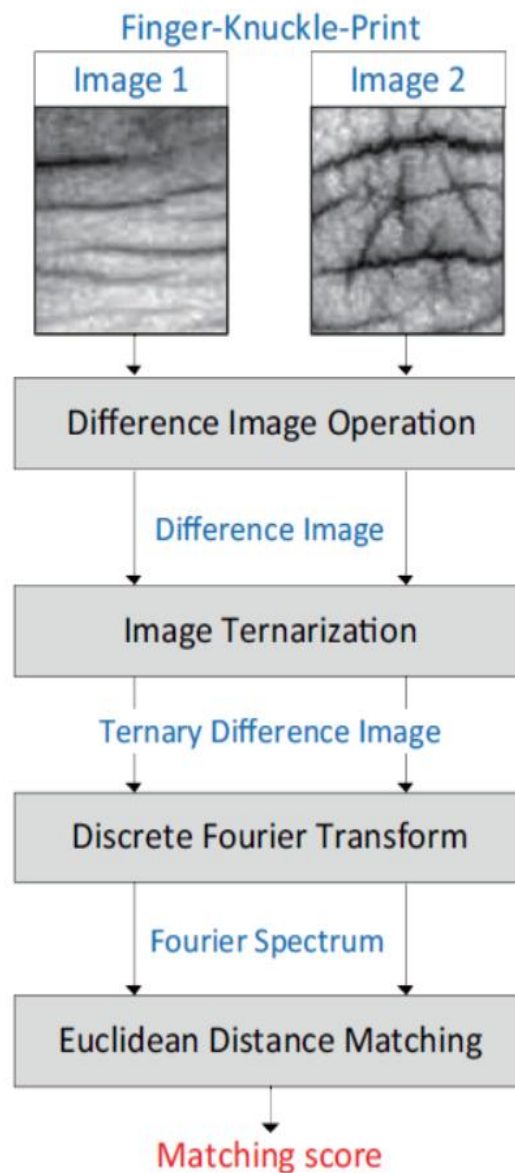 Finger-Knuckle-Print
Image 1
Image 2
Difference Image Operation
Difference Image
Image Ternarization
Ternary Difference Image
Discrete Fourier Transform
Fourier Spectrum
Euclidean Distance Matching
Matching score